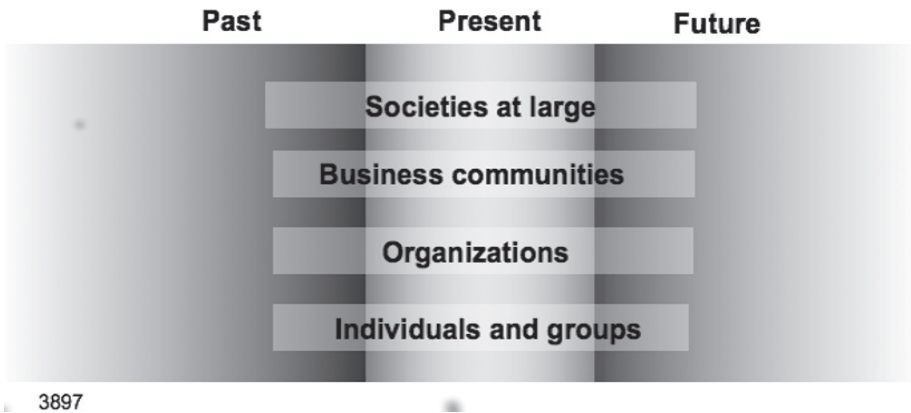 Past Present Future
Societies at large
Business communities
Organizations
Individuals and groups
3897